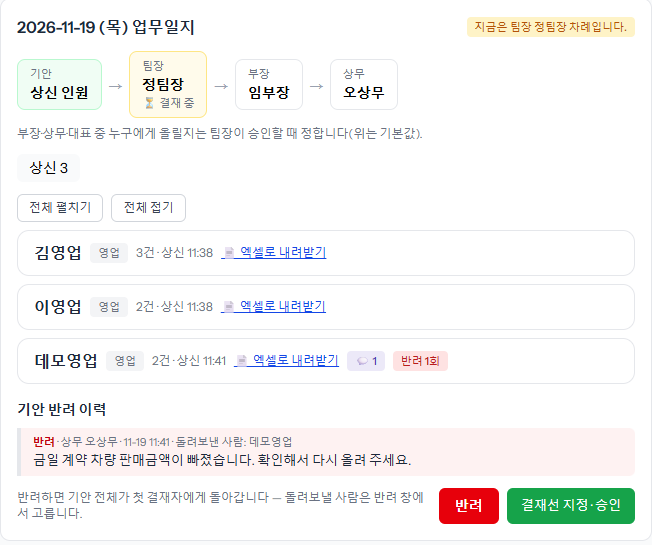 2026-11-19 (목) 업무일지
지금은 팀장 정팀장 차례입니다.
기안
상신 인원
→
팀장
정팀장
⏳ 결재 중
→
부장
임부장
→
상무
오상무
부장·상무·대표 중 누구에게 올릴지는 팀장이 승인할 때 정합니다(위는 기본값).
상신 3
전체 펼치기
전체 접기
김영업 영업 3건 · 상신 11:38 📄 엑셀로 내려받기
이영업 영업 2건 · 상신 11:38 📄 엑셀로 내려받기
데모영업 영업 2건 · 상신 11:41 📄 엑셀로 내려받기 💬 1 반려 1회
기안 반려 이력
반려 · 상무 오상무 · 11-19 11:41 · 돌려보낸 사람: 데모영업
금일 계약 차량 판매금액이 빠졌습니다. 확인해서 다시 올려 주세요.
반려하면 기안 전체가 첫 결재자에게 돌아갑니다 — 돌려보낼 사람은 반려 창에
서 고릅니다.
반려
결재선 지정·승인